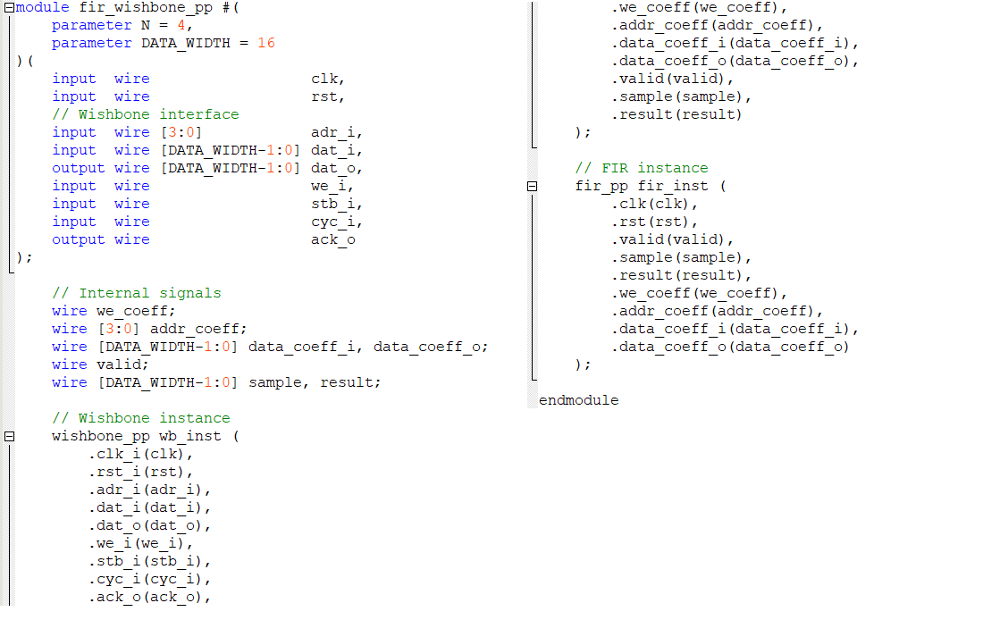 module fir_wishbone_pp #(
    parameter N = 4,
    parameter DATA_WIDTH = 16
)(
    input  wire                  clk,
    input  wire                  rst,
    // Wishbone interface
    input  wire [3:0]            adr_i,
    input  wire [DATA_WIDTH-1:0] dat_i,
    output wire [DATA_WIDTH-1:0] dat_o,
    input  wire                  we_i,
    input  wire                  stb_i,
    input  wire                  cyc_i,
    output wire                  ack_o
);
    // Internal signals
    wire we_coeff;
    wire [3:0] addr_coeff;
    wire [DATA_WIDTH-1:0] data_coeff_i, data_coeff_o;
    wire valid;
    wire [DATA_WIDTH-1:0] sample, result;
    // Wishbone instance
    wishbone_pp wb_inst (
        .clk_i(clk),
        .rst_i(rst),
        .adr_i(adr_i),
        .dat_i(dat_i),
        .dat_o(dat_o),
        .we_i(we_i),
        .stb_i(stb_i),
        .cyc_i(cyc_i),
        .ack_o(ack_o),
        .we_coeff(we_coeff),
        .addr_coeff(addr_coeff),
        .data_coeff_i(data_coeff_i),
        .data_coeff_o(data_coeff_o),
        .valid(valid),
        .sample(sample),
        .result(result)
    );
    // FIR instance
    fir_pp fir_inst (
        .clk(clk),
        .rst(rst),
        .valid(valid),
        .sample(sample),
        .result(result),
        .we_coeff(we_coeff),
        .addr_coeff(addr_coeff),
        .data_coeff_i(data_coeff_i),
        .data_coeff_o(data_coeff_o)
    );
endmodule